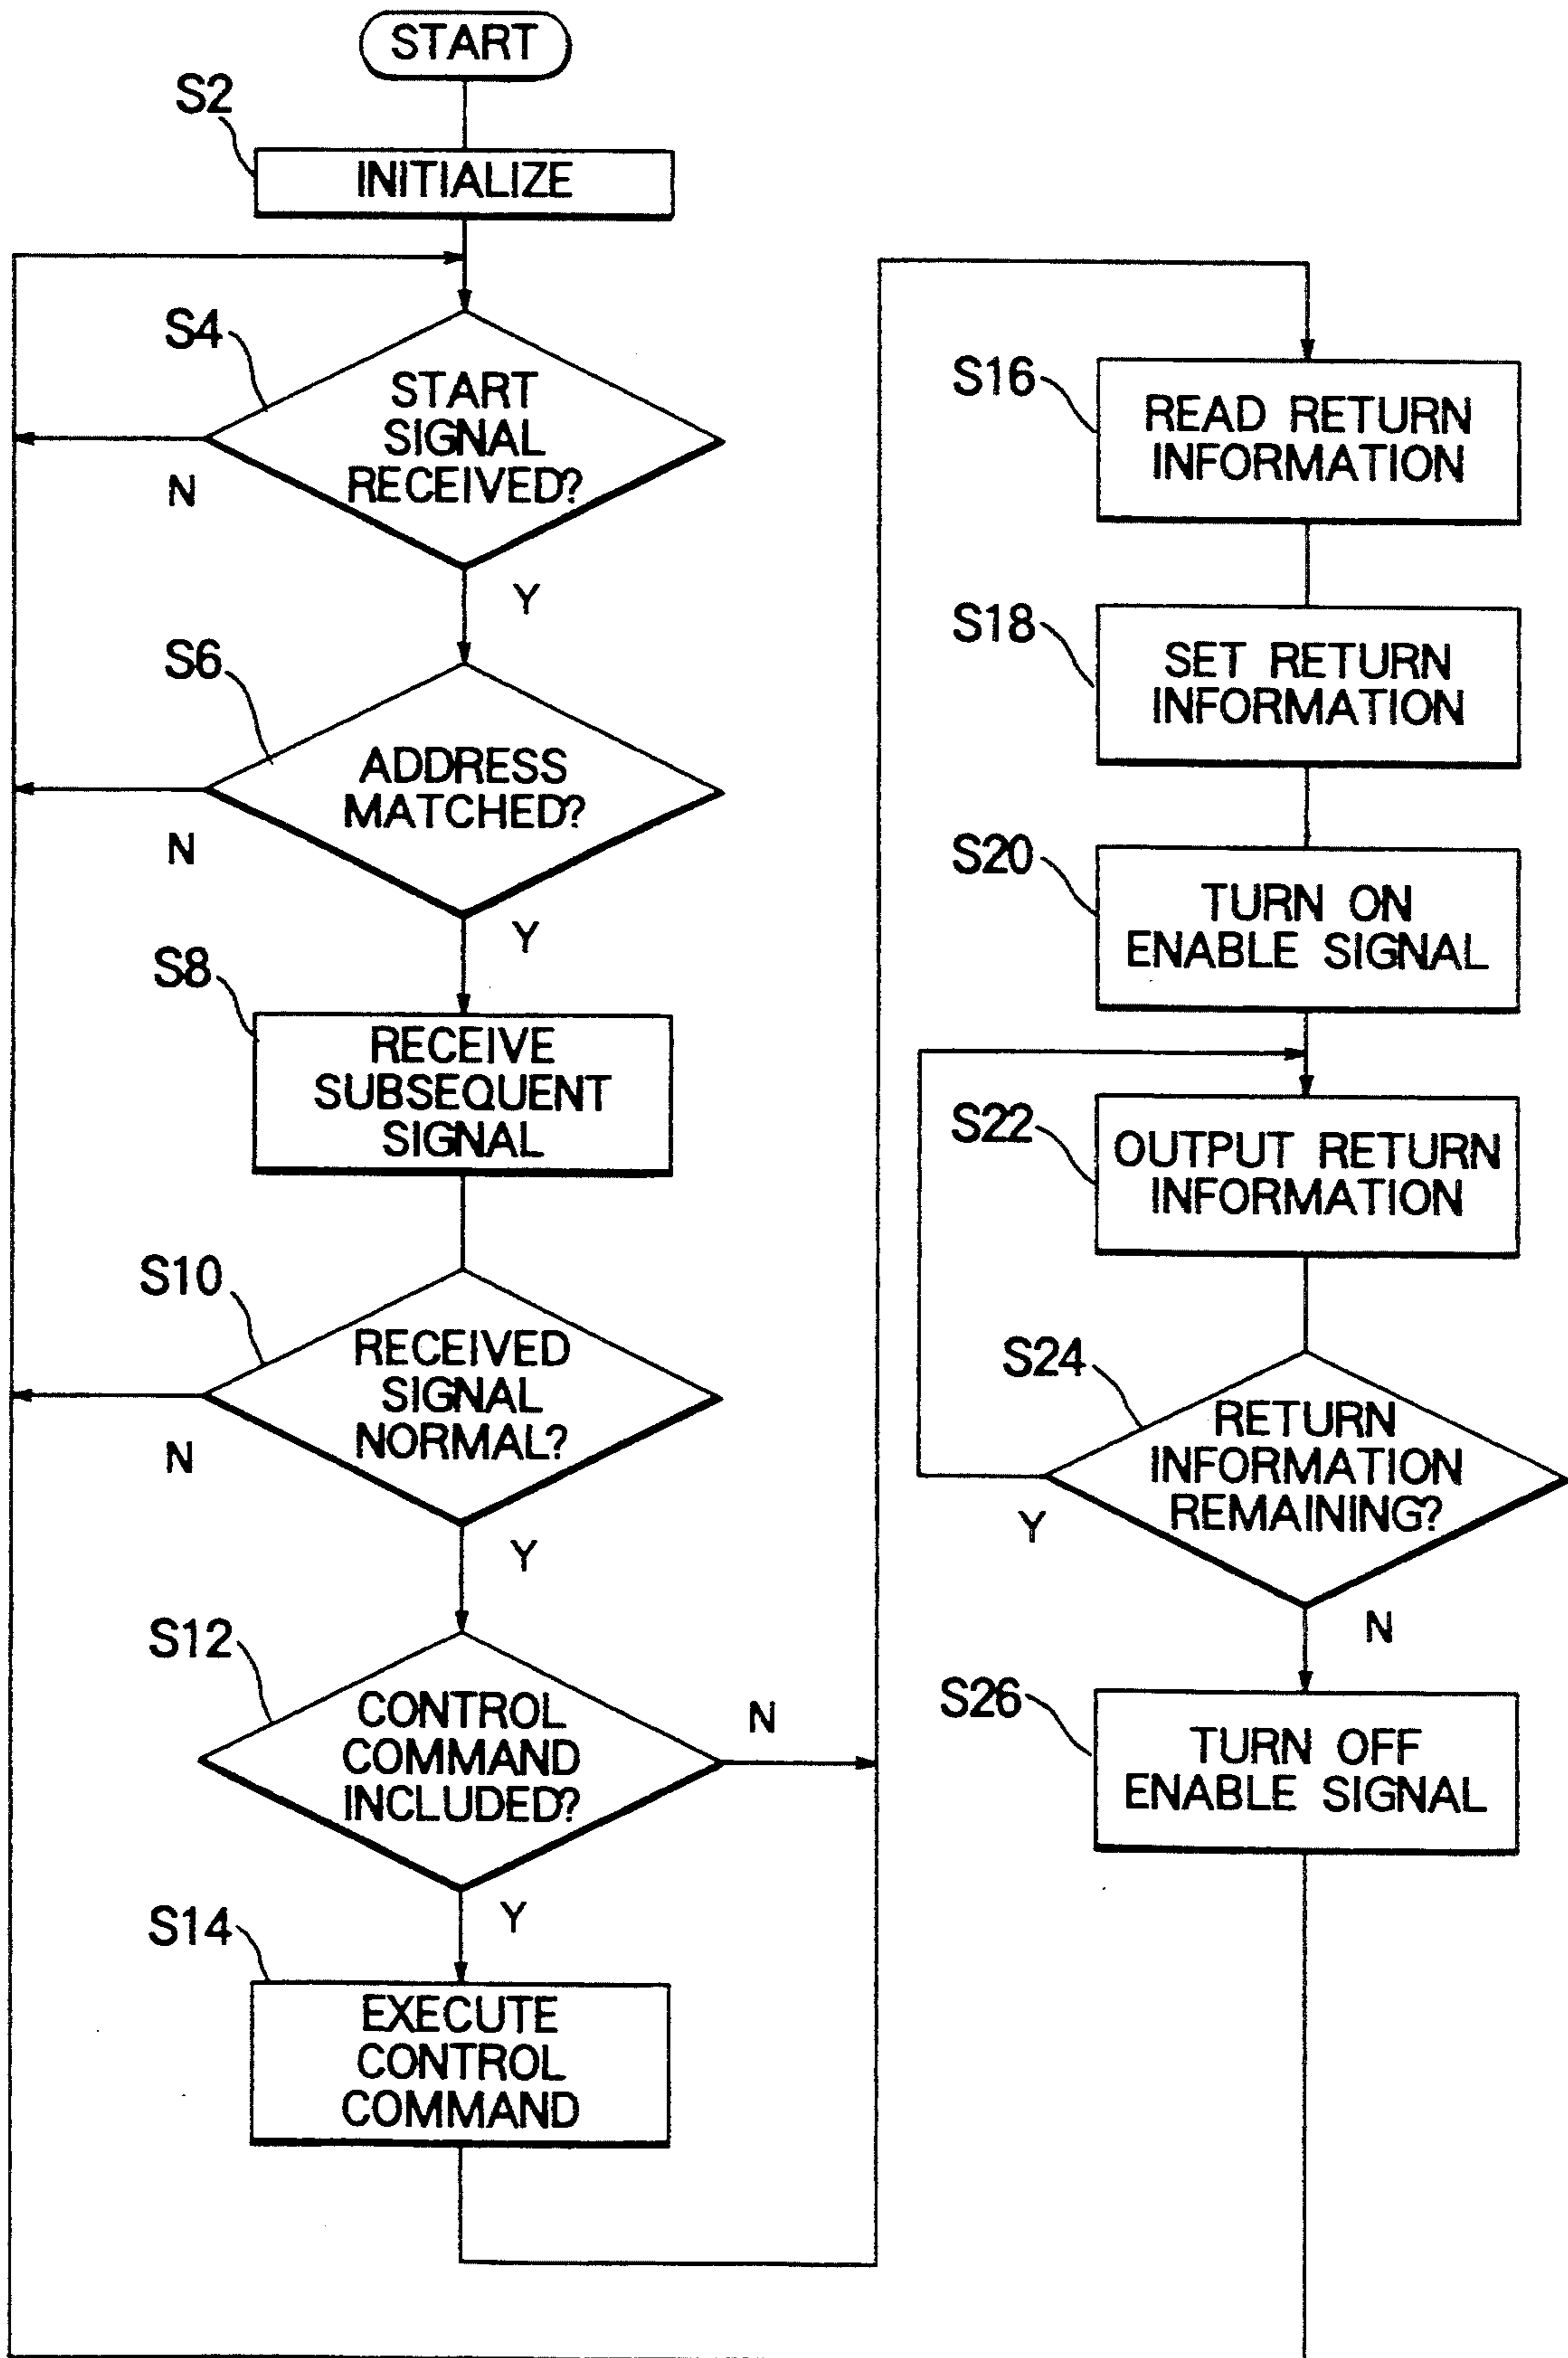 START
S2
INITIALIZE
S4
START
SIGNAL
RECEIVED?
N
Y
S6
ADDRESS
MATCHED?
N
Y
S8
RECEIVE
SUBSEQUENT
SIGNAL
S10
RECEIVED
SIGNAL
NORMAL?
N
Y
S12
CONTROL
COMMAND
INCLUDED?
N
Y
S14
EXECUTE
CONTROL
COMMAND
S16
READ RETURN
INFORMATION
S18
SET RETURN
INFORMATION
S20
TURN ON
ENABLE SIGNAL
S22
OUTPUT RETURN
INFORMATION
S24
RETURN
INFORMATION
REMAINING?
Y
N
S26
TURN OFF
ENABLE SIGNAL